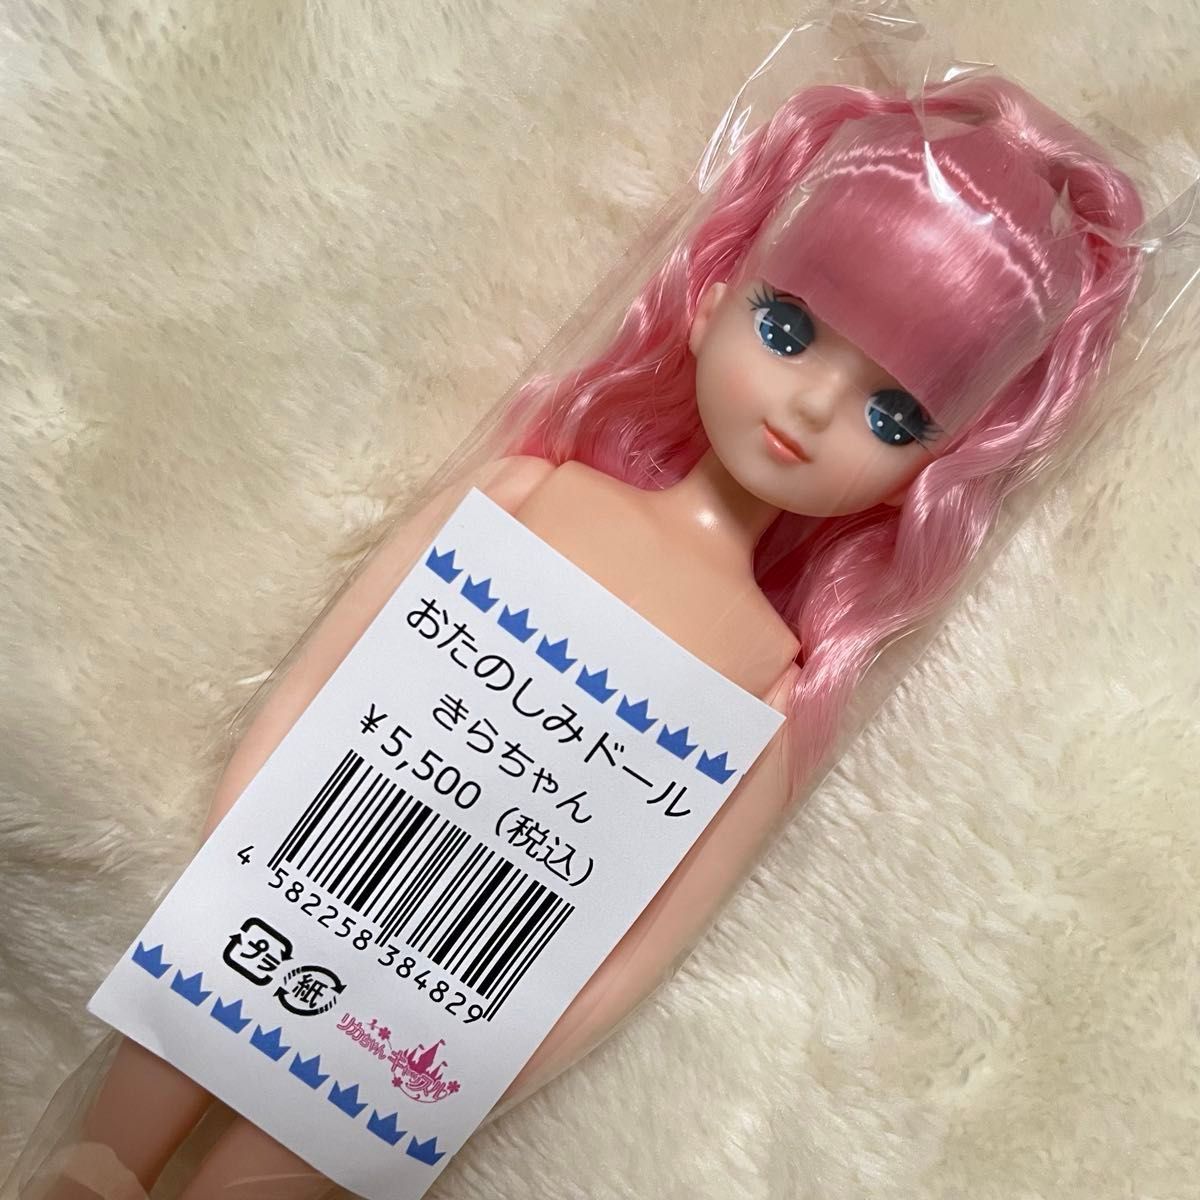 おたのしみドール
きらちゃん
¥5,500（税込）
4 582258 384829
プラ
紙
リカちゃん
キャッスル